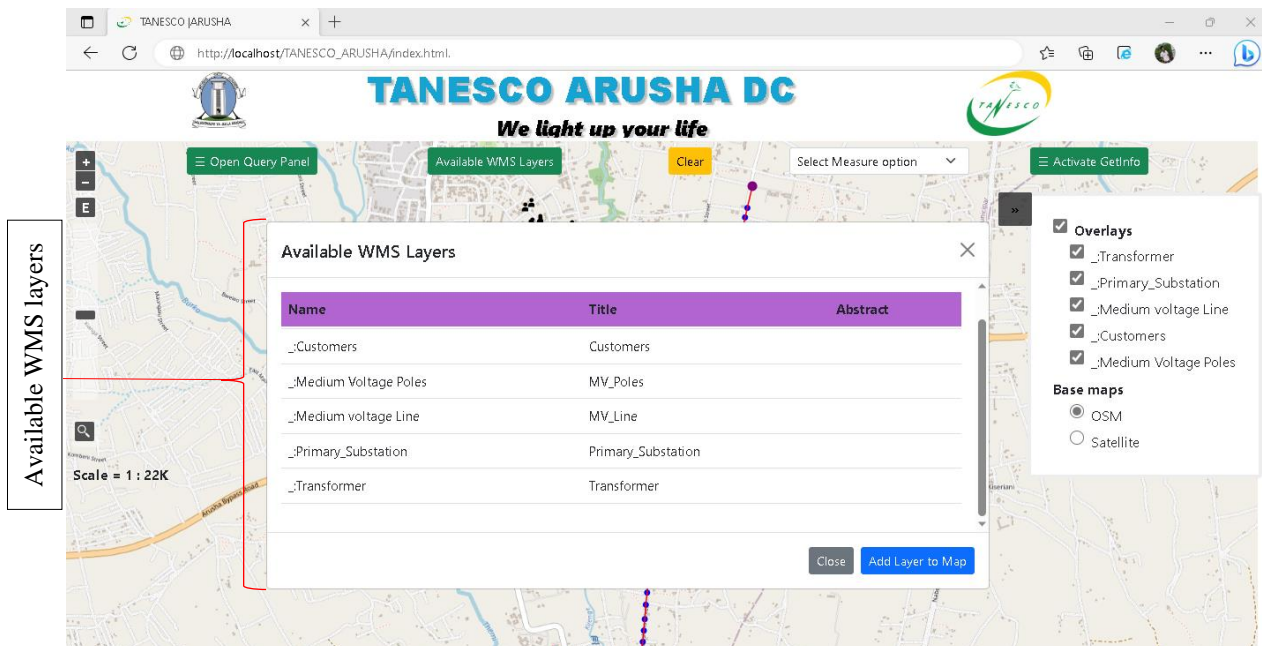 TANESCO |ARUSHA
http://localhost/TANESCO_ARUSHA/index.html.
TANESCO ARUSHA DC
We light up your life
TANESCO
☰ Open Query Panel
Available WMS Layers
Clear
Select Measure option
☰ Activate GetInfo
+
−
E
»
Available WMS layers
Available WMS Layers
Name Title Abstract
_:Customers Customers
_:Medium Voltage Poles MV_Poles
_:Medium voltage Line MV_Line
_:Primary_Substation Primary_Substation
_:Transformer Transformer
Close
Add Layer to Map
Overlays
_:Transformer
_:Primary_Substation
_:Medium voltage Line
_:Customers
_:Medium Voltage Poles
Base maps
OSM
Satellite
Scale = 1 : 22K
Arusha Bypass Road